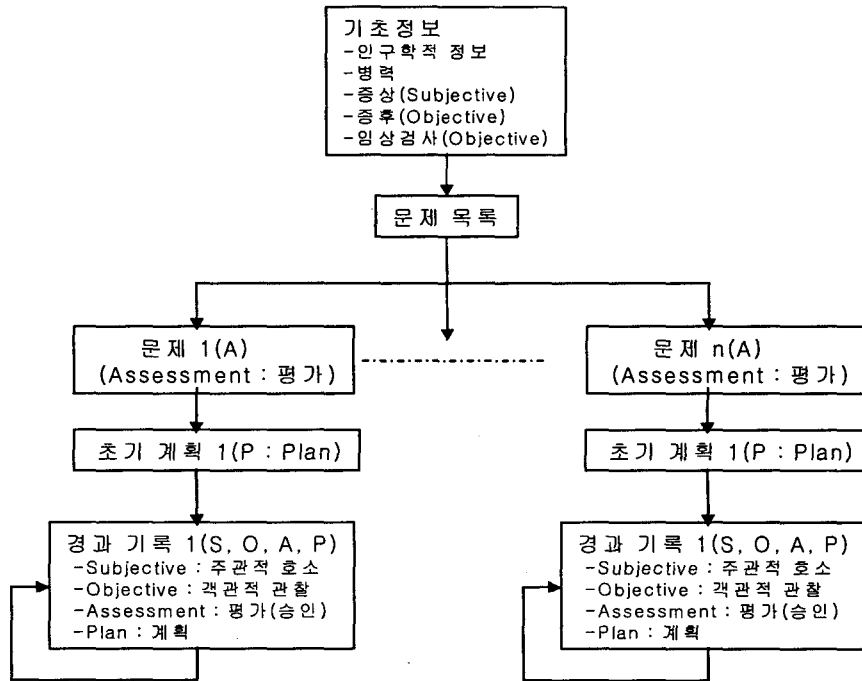 기초정보
-인구학적 정보
-병력
-증상(Subjective)
-증후(Objective)
-임상검사(Objective)
문제 목록
문제 1(A)
(Assessment : 평가)
문제 n(A)
(Assessment : 평가)
초기 계획 1(P : Plan)
초기 계획 1(P : Plan)
경과 기록 1(S, O, A, P)
-Subjective : 주관적 호소
-Objective : 객관적 관찰
-Assessment : 평가(승인)
-Plan : 계획
경과 기록 1(S, O, A, P)
-Subjective : 주관적 호소
-Objective : 객관적 관찰
-Assessment : 평가(승인)
-Plan : 계획